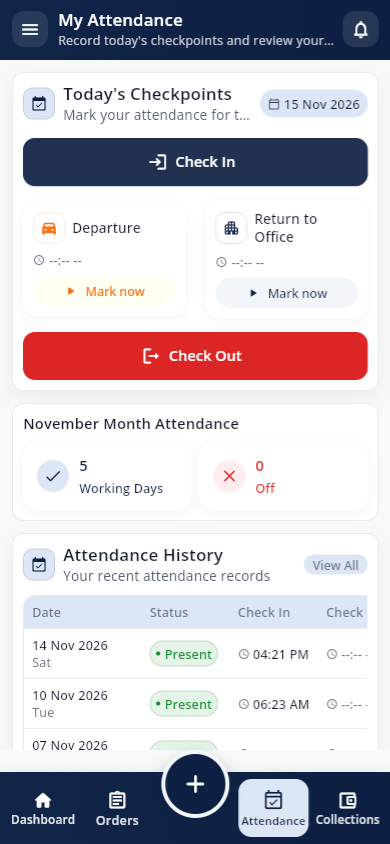 My Attendance
Record today's checkpoints and review your...
Today's Checkpoints
Mark your attendance for t...
15 Nov 2026
Check In
Departure
--:-- --
Mark now
Return to
Office
--:-- --
Mark now
Check Out
November Month Attendance
5
Working Days
0
Off
Attendance History
Your recent attendance records
View All
Date Status Check In Check
14 Nov 2026
Sat
Present
04:21 PM
--:-- -
10 Nov 2026
Tue
Present
06:23 AM
--:-- -
07 Nov 2026
Dashboard
Orders
+
Attendance
Collections